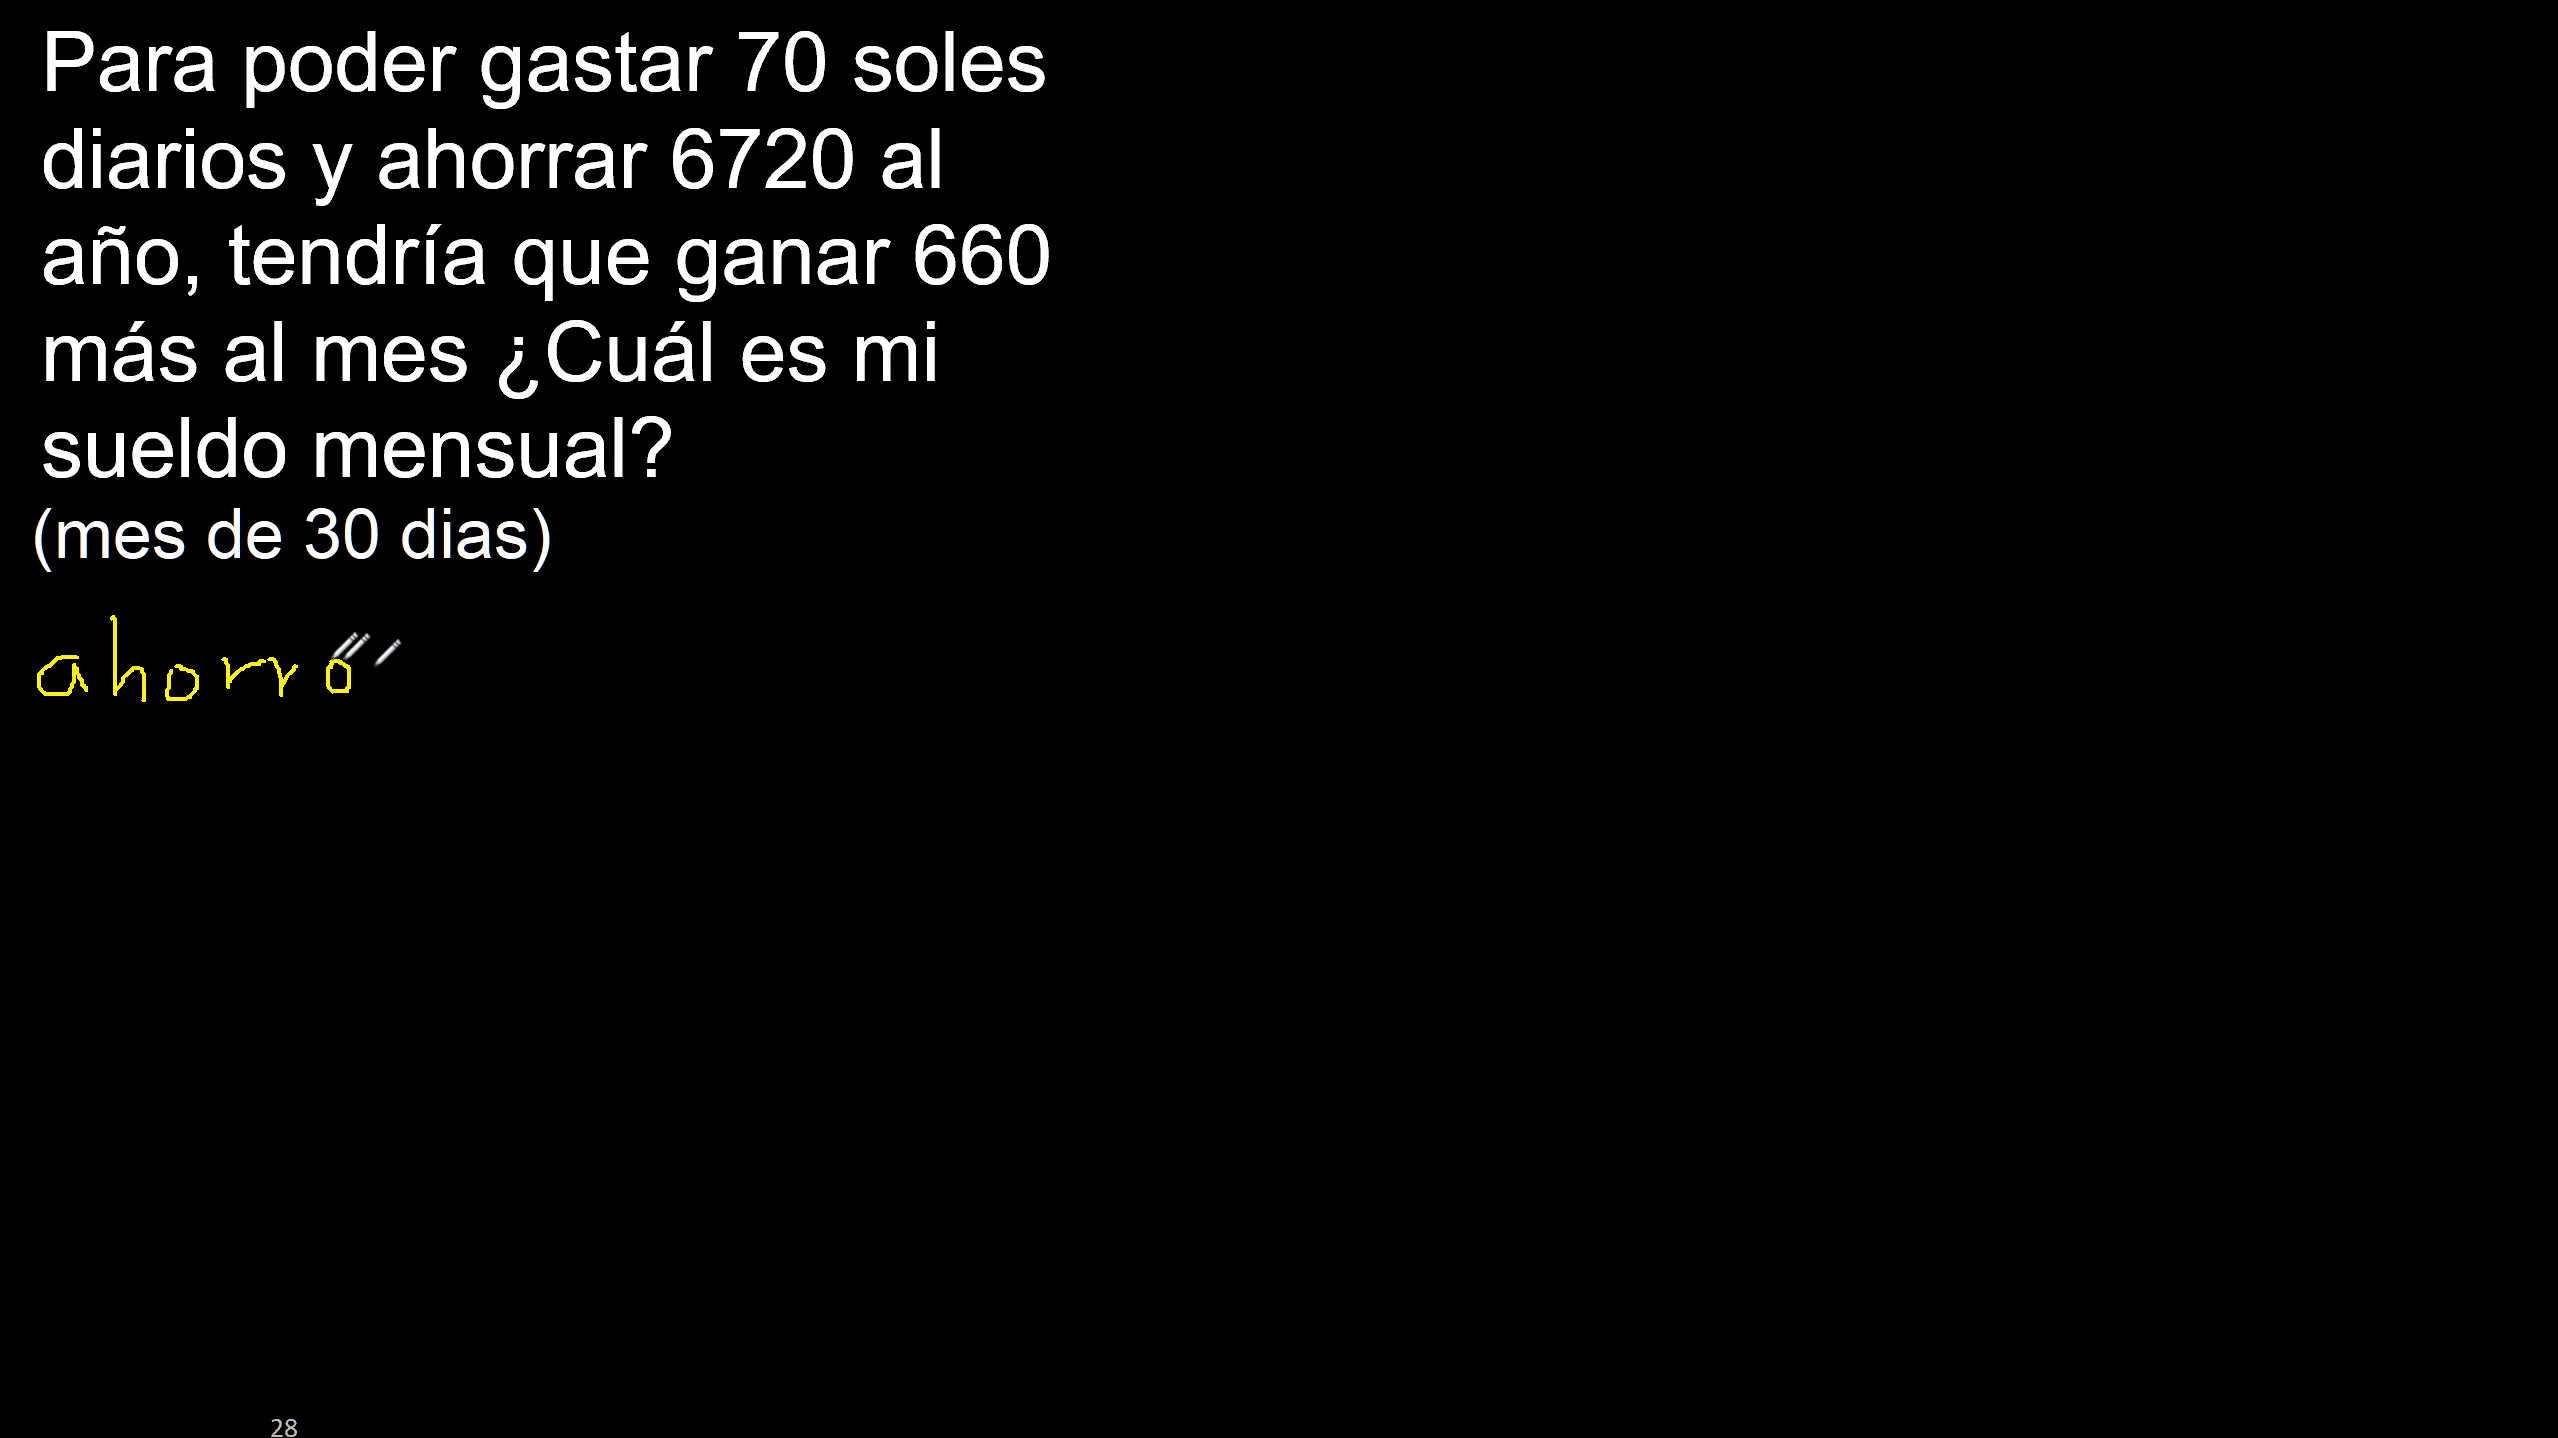 Para poder gastar 70 soles
diarios y ahorrar 6720 al
año, tendría que ganar 660
más al mes ¿Cuál es mi
sueldo mensual?
(mes de 30 dias)
ahorro
28